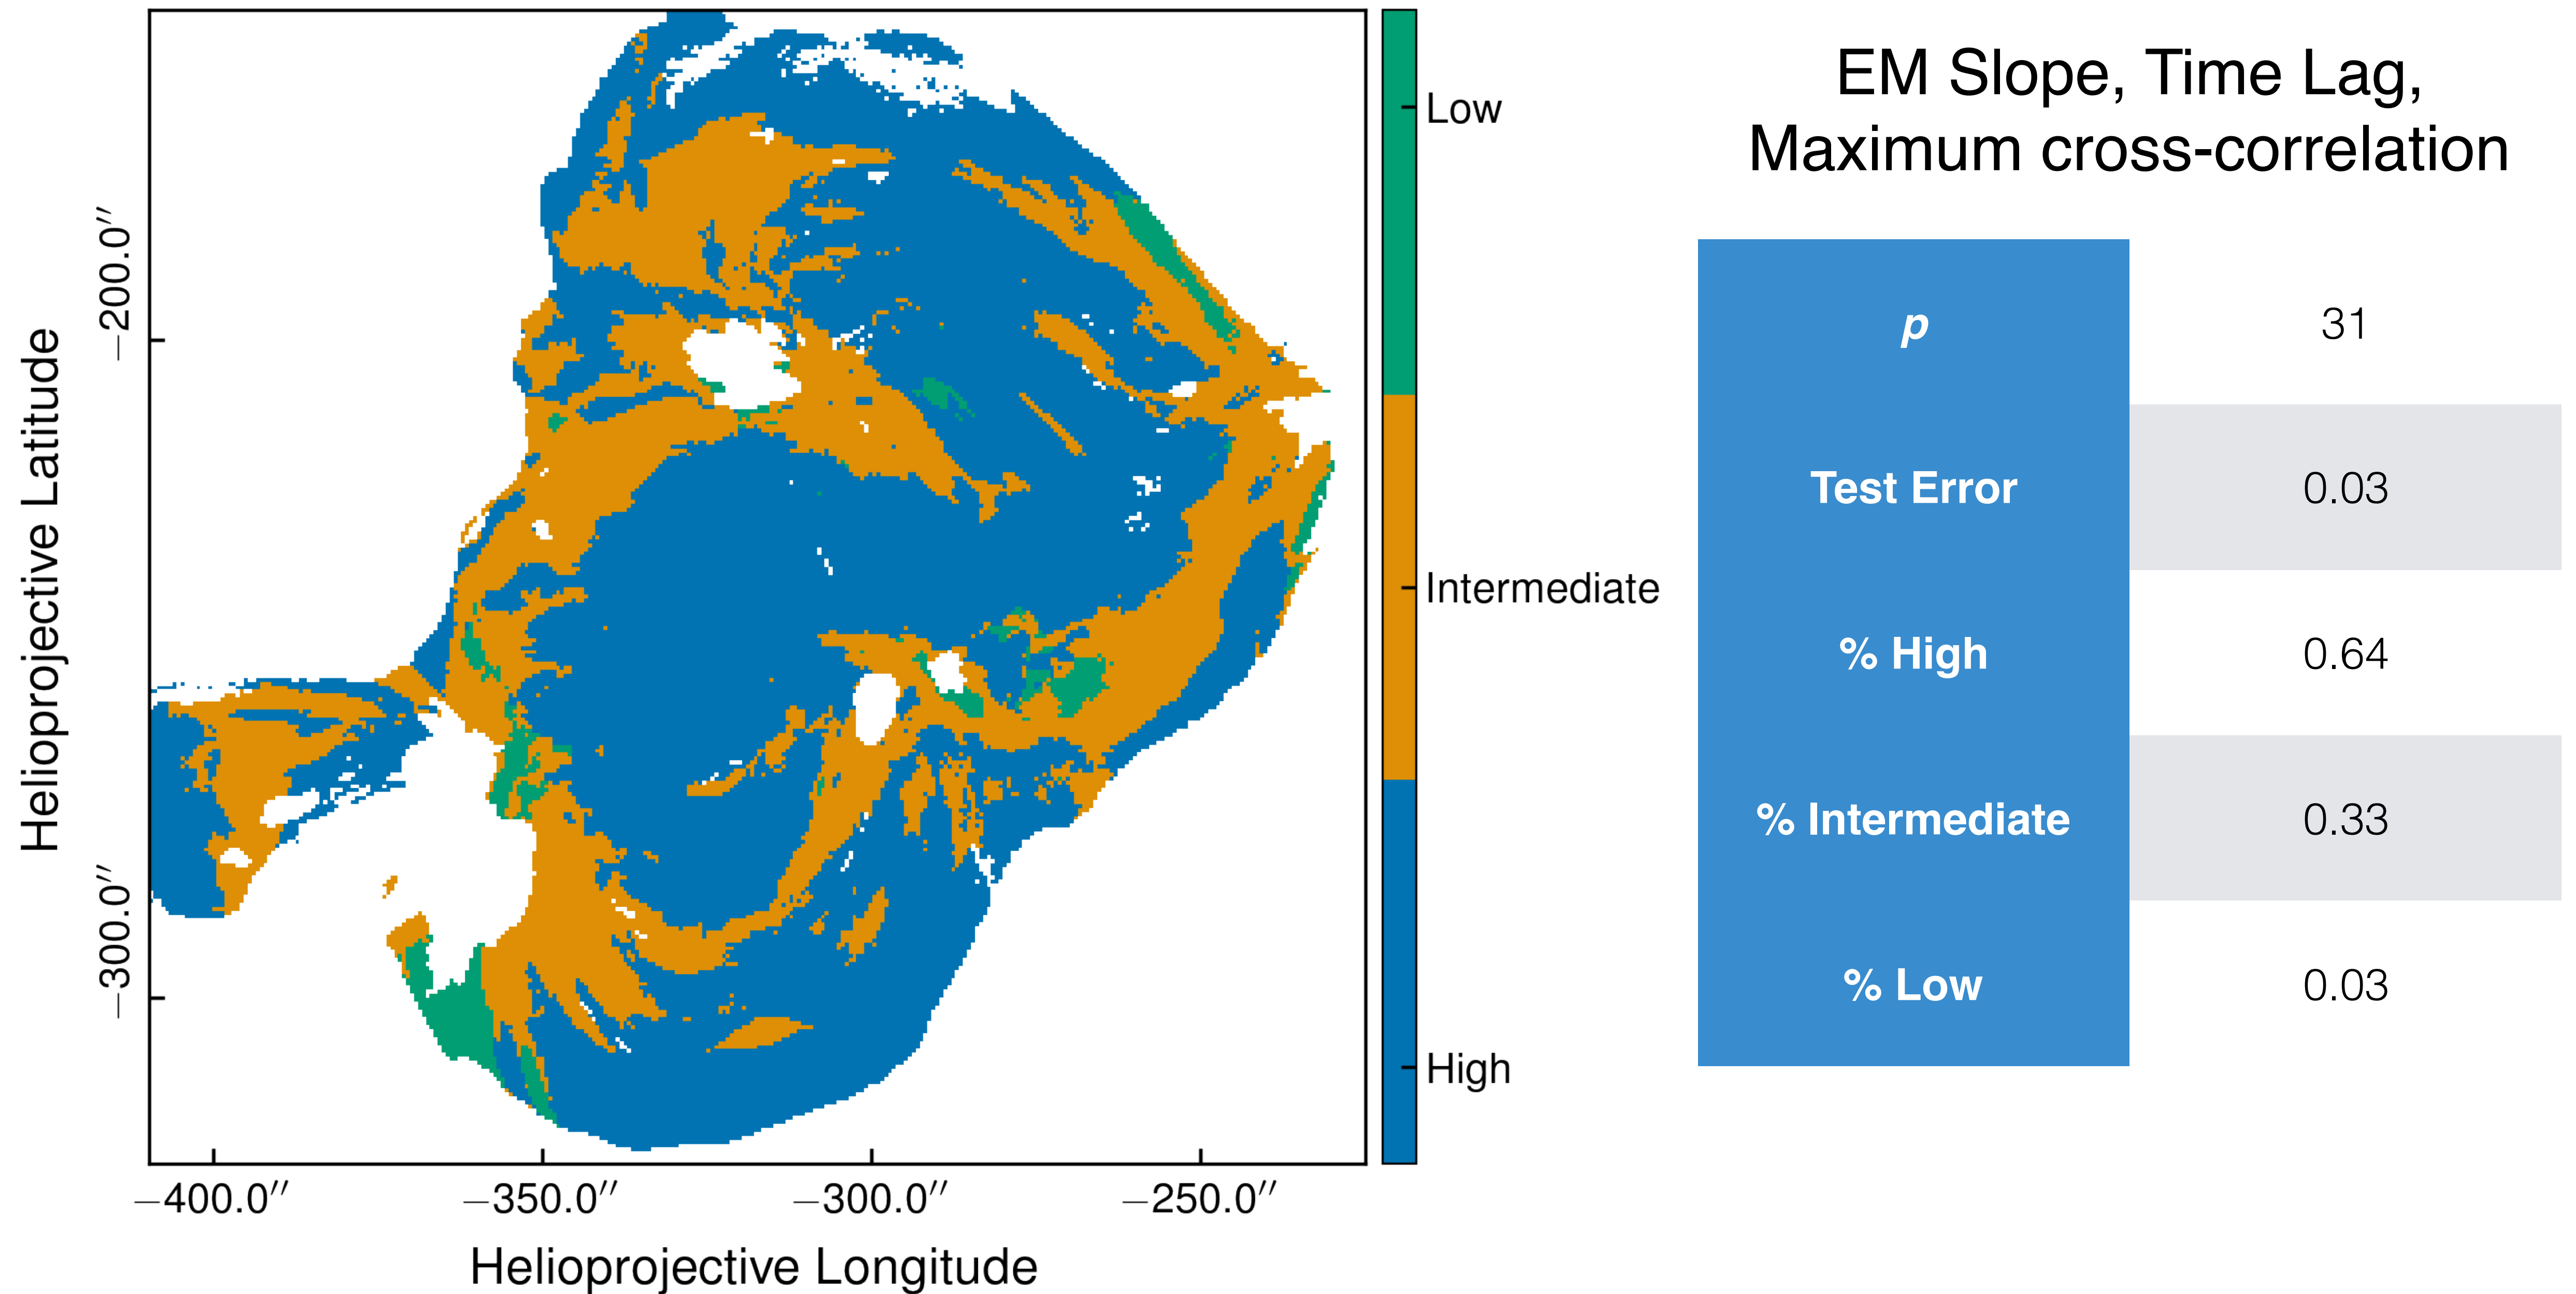 EM Slope, Time Lag,
Maximum cross-correlation
Helioprojective Latitude
−200.0″
−300.0″
−400.0″
−350.0″
−300.0″
−250.0″
Helioprojective Longitude
Low
Intermediate
High
p 31
Test Error 0.03
% High 0.64
% Intermediate 0.33
% Low 0.03